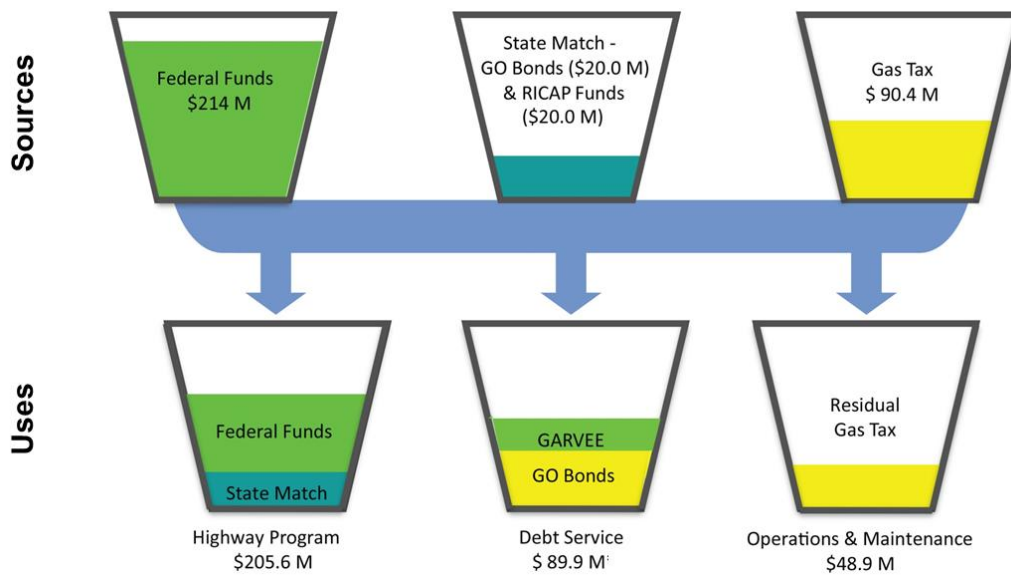 Sources
Federal Funds
$214 M
State Match -
GO Bonds ($20.0 M)
& RICAP Funds
($20.0 M)
Gas Tax
$ 90.4 M
Uses
Federal Funds
State Match
Highway Program
$205.6 M
GARVEE
GO Bonds
Debt Service
$ 89.9 M
Residual
Gas Tax
Operations & Maintenance
$48.9 M